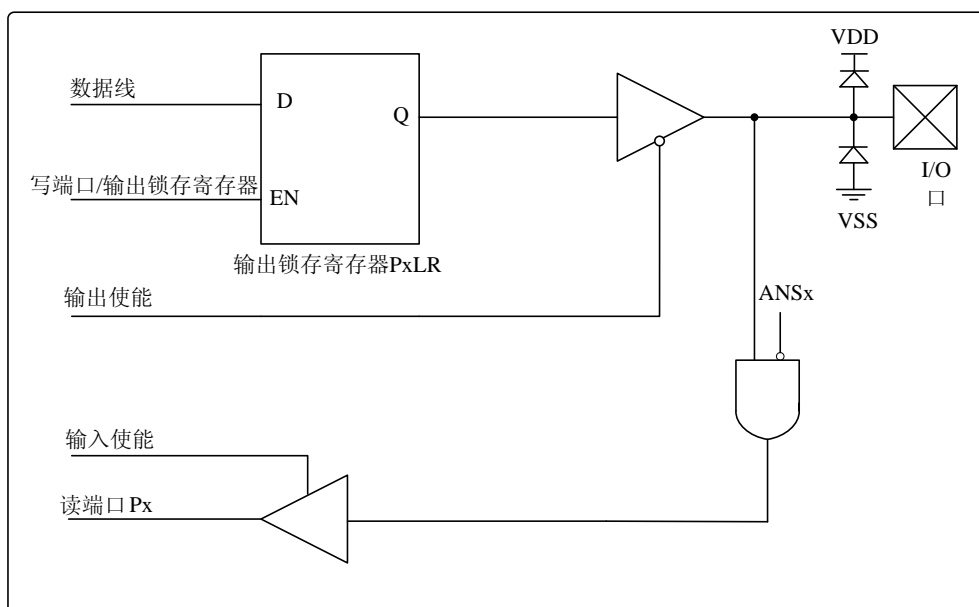 VDD
数据线
D
Q
I/O
口
写端口/输出锁存寄存器
EN
VSS
输出锁存寄存器PxLR
输出使能
ANSx
输入使能
读端口 Px